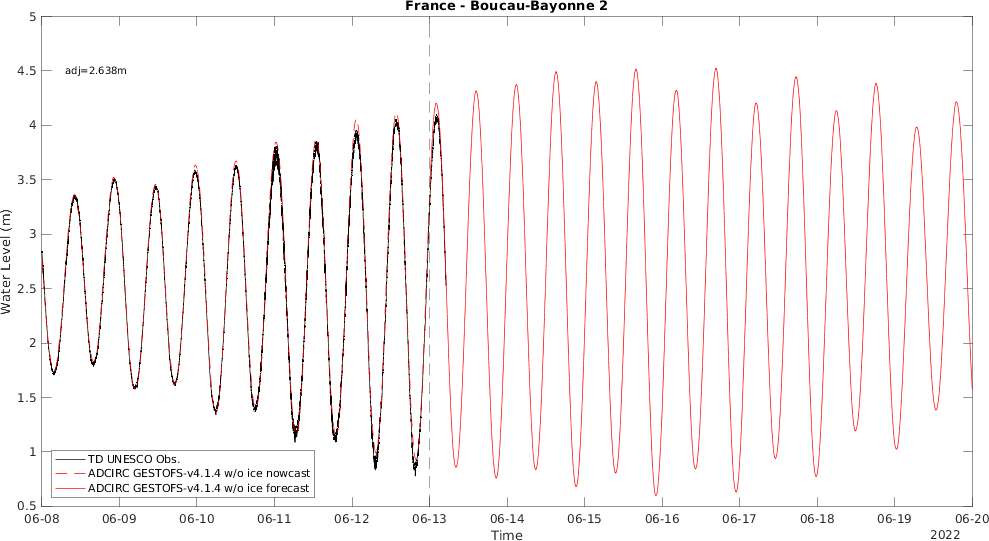 France - Boucau-Bayonne 2
5
4.5
4
3.5
3
2.5
2
1.5
1
0.5
Water Level (m)
adj=2.638m
TD UNESCO Obs.
ADCIRC GESTOFS-v4.1.4 w/o ice nowcast
ADCIRC GESTOFS-v4.1.4 w/o ice forecast
06-08 06-09 06-10 06-11 06-12 06-13 06-14 06-15 06-16 06-17 06-18 06-19 06-20
Time
2022